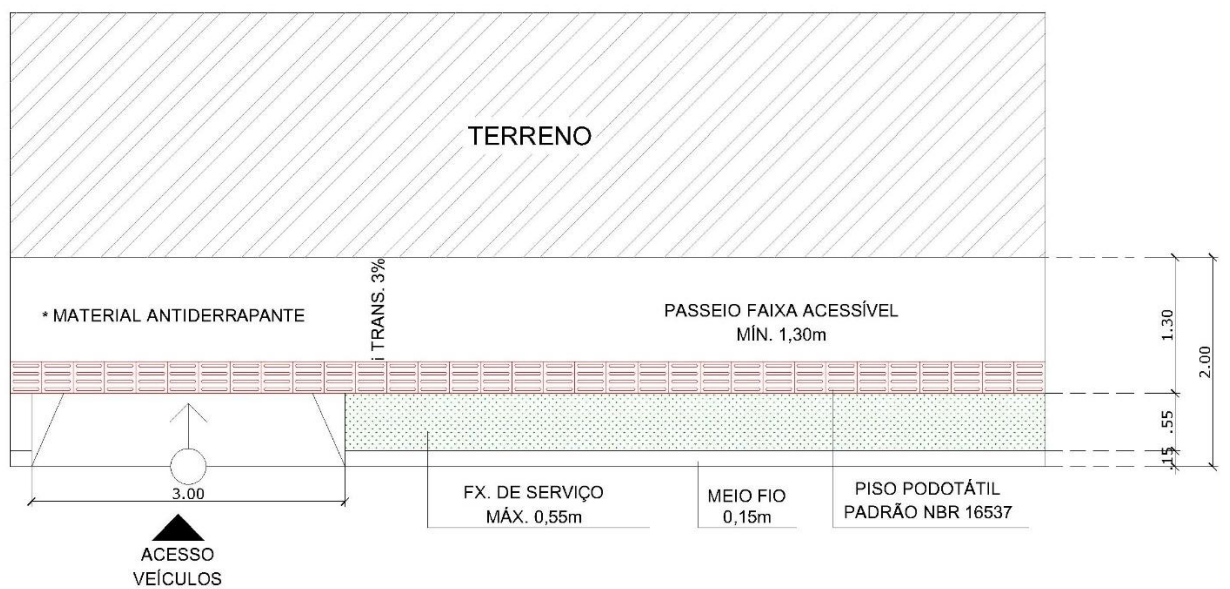 TERRENO
* MATERIAL ANTIDERRAPANTE
i TRANS. 3%
PASSEIO FAIXA ACESSÍVEL
MÍN. 1,30m
1.30
2.00
.55
.15
3.00
FX. DE SERVIÇO
MÁX. 0,55m
MEIO FIO
0,15m
PISO PODOTÁTIL
PADRÃO NBR 16537
ACESSO
VEÍCULOS